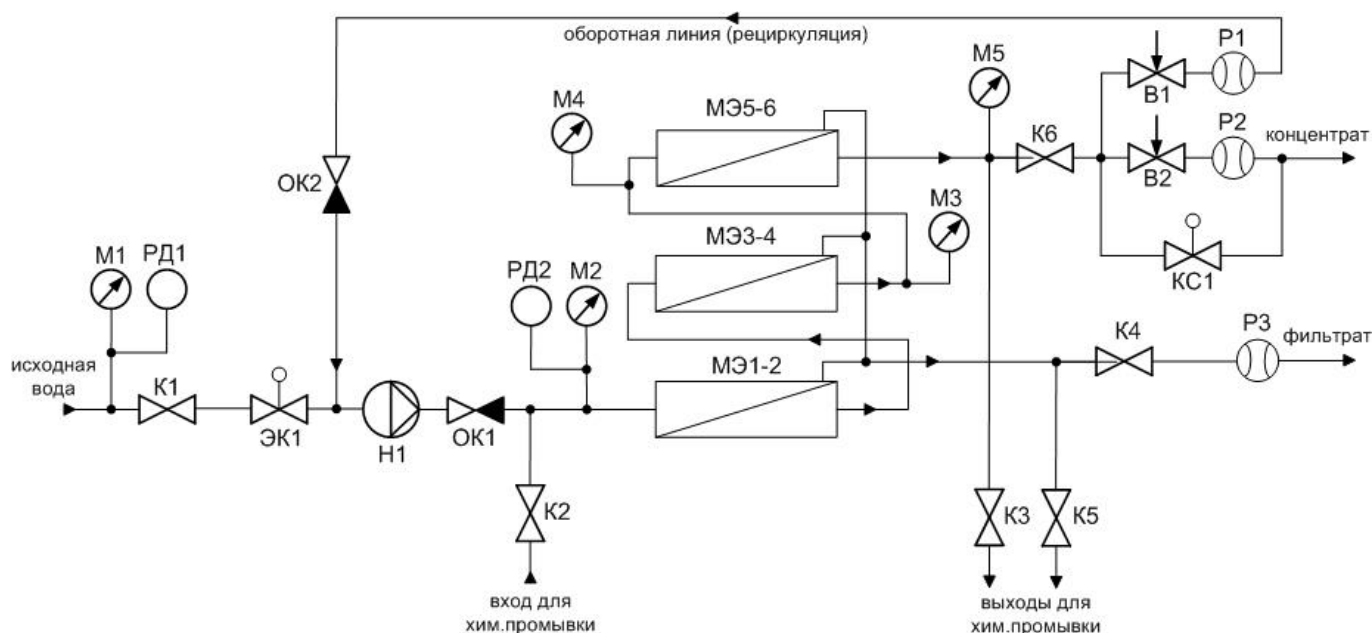 оборотная линия (рециркуляция)
Р1
М5
В1
М4
МЭ5-6
К6
Р2
концентрат
ОК2
В2
М3
МЭ3-4
КС1
М1
РД1
РД2
М2
исходная
вода
К1
ЭК1
Н1
ОК1
МЭ1-2
К4
Р3
фильтрат
К2
К3
К5
вход для
хим.промывки
выходы для
хим.промывки